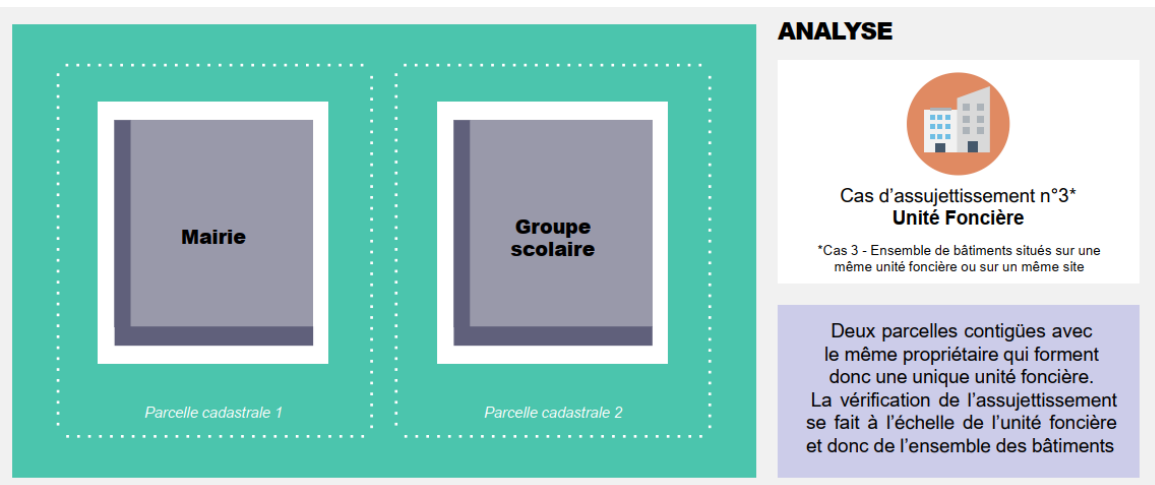 ANALYSE
Mairie
Groupe
scolaire
Parcelle cadastrale 1
Parcelle cadastrale 2
Cas d'assujettissement n°3*
Unité Foncière
*Cas 3 - Ensemble de bâtiments situés sur une
même unité foncière ou sur un même site
Deux parcelles contigües avec
le même propriétaire qui forment
donc une unique unité foncière.
La vérification de l'assujettissement
se fait à l'échelle de l'unité foncière
et donc de l'ensemble des bâtiments